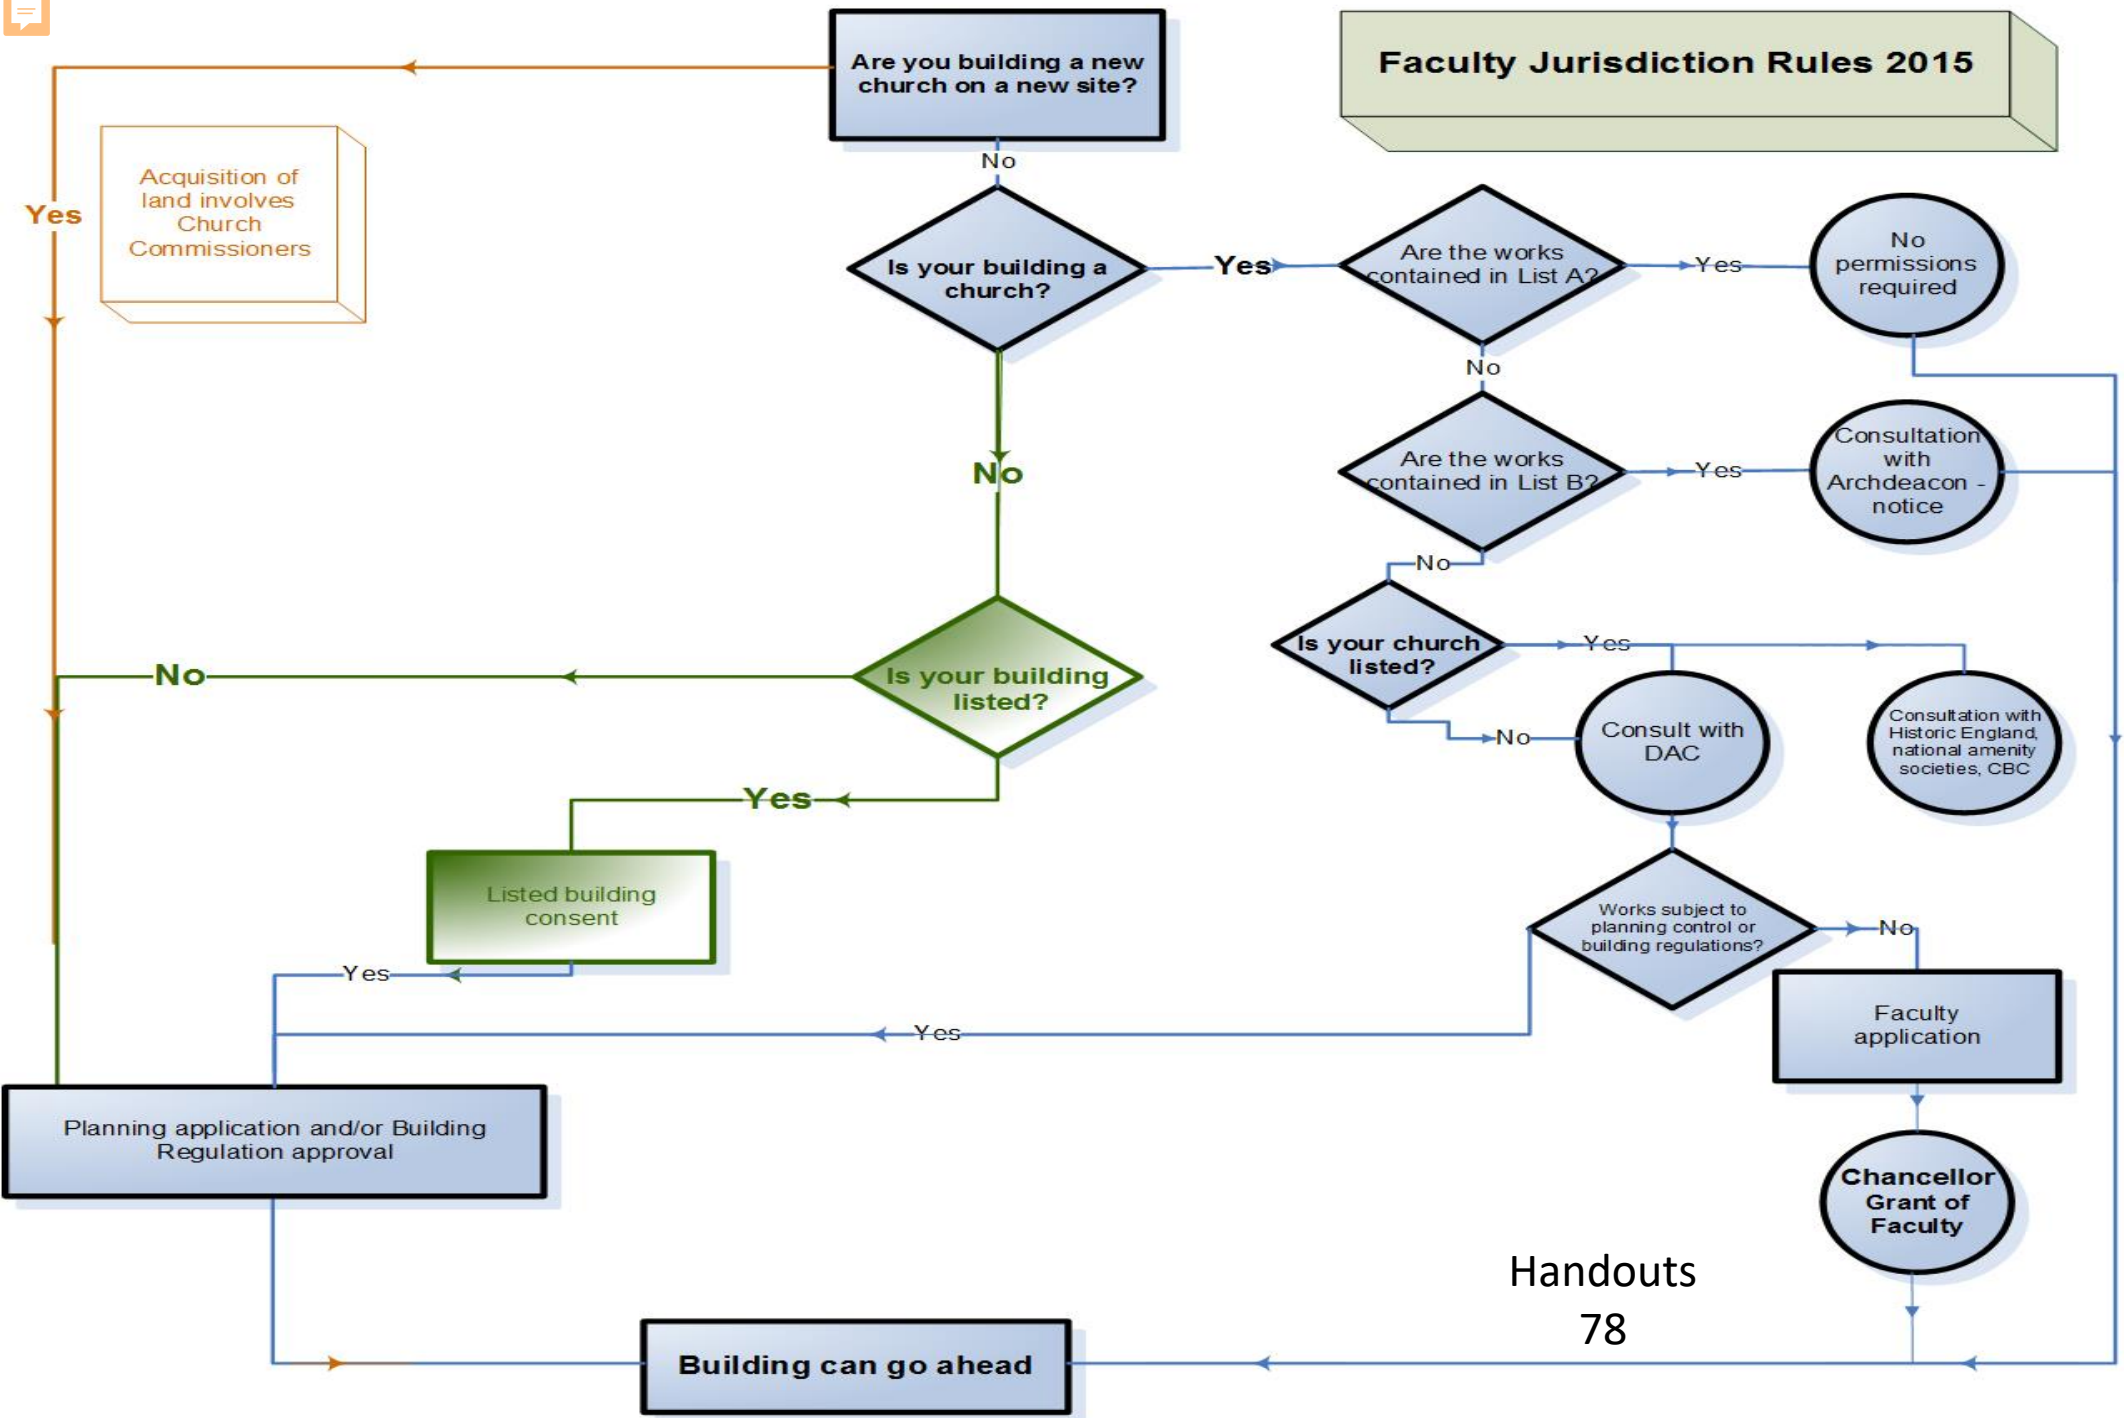 Are you building a new
church on a new site?
Faculty Jurisdiction Rules 2015
No
Yes
Acquisition of
land involves
Church
Commissioners
Is your building a
church?
Yes
Are the works
contained in List A?
Yes
No
permissions
required
No
No
Are the works
contained in List B?
Yes
Consultation
with
Archdeacon -
notice
No
Is your church
listed?
Yes
No
Consult with
DAC
Consultation with
Historic England,
national amenity
societies, CBC
Is your building
listed?
No
Yes
Listed building
consent
Yes
Works subject to
planning control or
building regulations?
No
Yes
Faculty
application
Planning application and/or Building
Regulation approval
Chancellor
Grant of
Faculty
Handouts
78
Building can go ahead